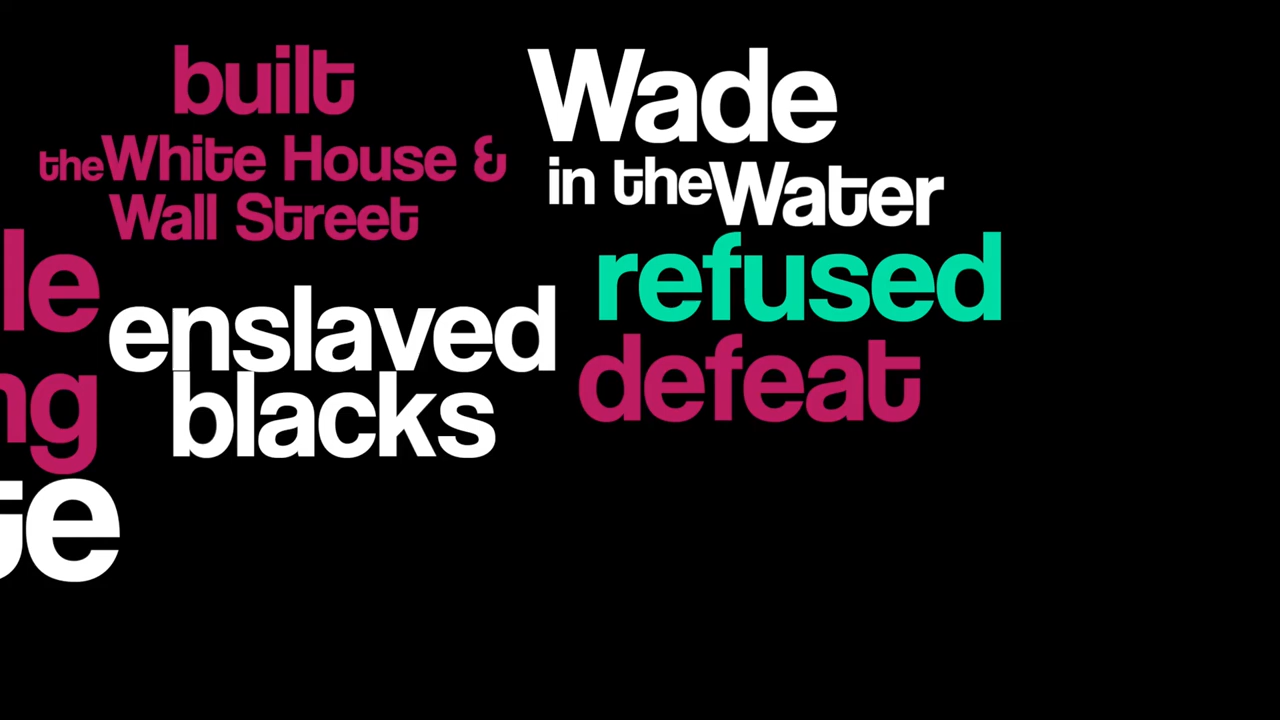 built
the White House &
Wall Street
enslaved
blacks
Wade
in the Water
refused
defeat